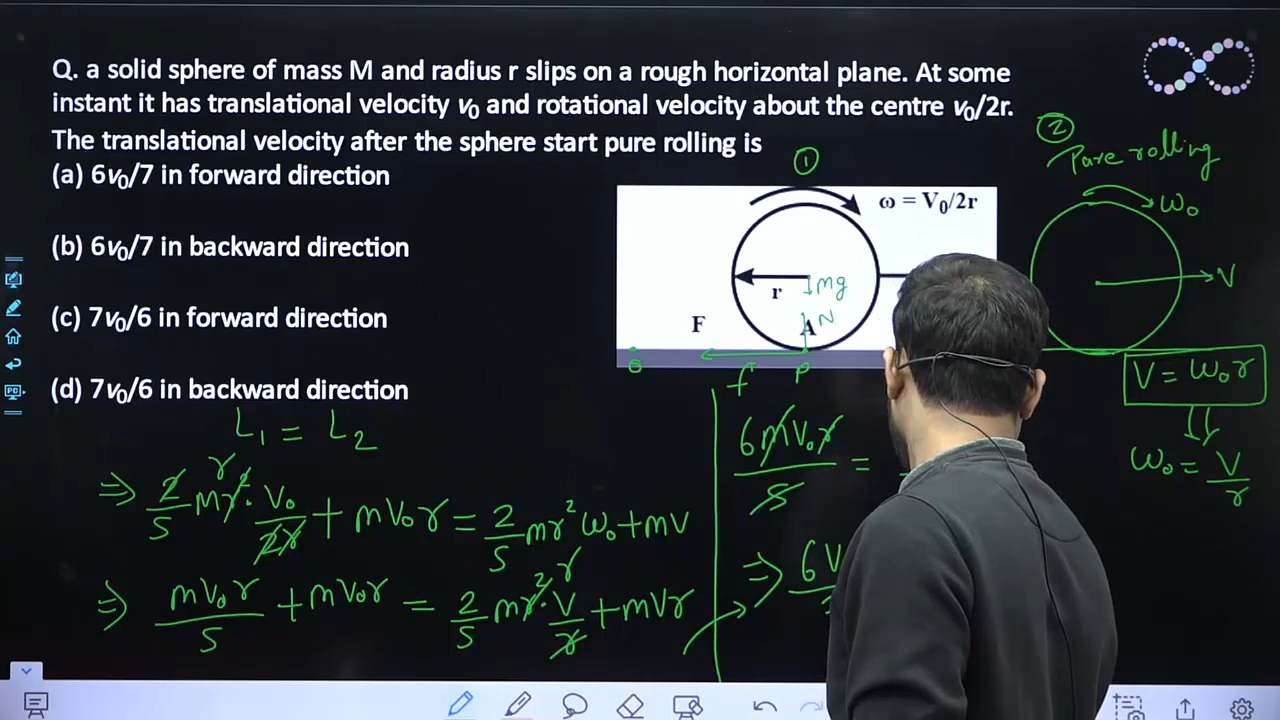 Q. a solid sphere of mass M and radius r slips on a rough horizontal plane. At some
instant it has translational velocity v₀ and rotational velocity about the centre v₀/2r.
The translational velocity after the sphere start pure rolling is
(a) 6v₀/7 in forward direction
(b) 6v₀/7 in backward direction
(c) 7v₀/6 in forward direction
(d) 7v₀/6 in backward direction
①
ω = V₀/2r
r
Mg
N
A
F
f
P
②
Pure rolling
ω₀
V
V = ω₀r
ω₀ = V/r
L₁ = L₂
⇒ 2/5 Mr²·V₀/2r + mV₀r = 2/5 mr²ω₀ + mV
⇒ mV₀r/5 + mV₀r = 2/5 mr²·V/r + mVr
6mV₀r/5 =
⇒ 6V